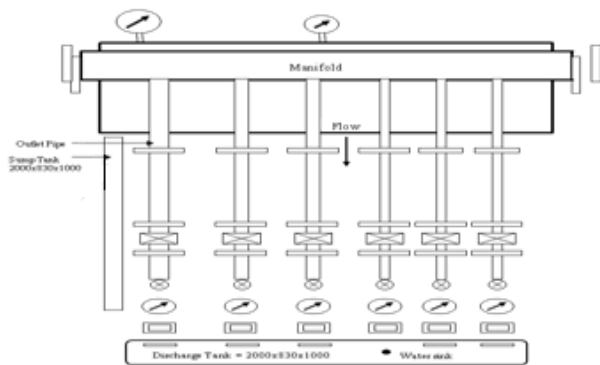 Manifold
Flow
Outlet Pipe
Sump Tank
2000x830x1000
Discharge Tank = 2000x830x1000
Water sink